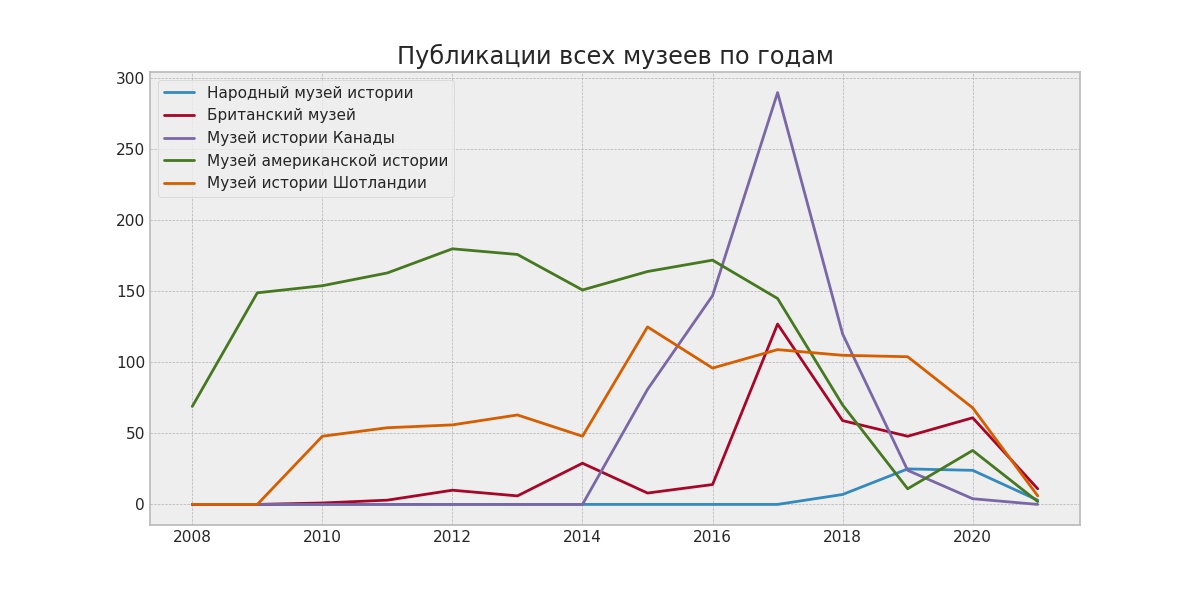 Публикации всех музеев по годам
300
250
200
150
100
50
0
Народный музей истории
Британский музей
Музей истории Канады
Музей американской истории
Музей истории Шотландии
2008 2010 2012 2014 2016 2018 2020